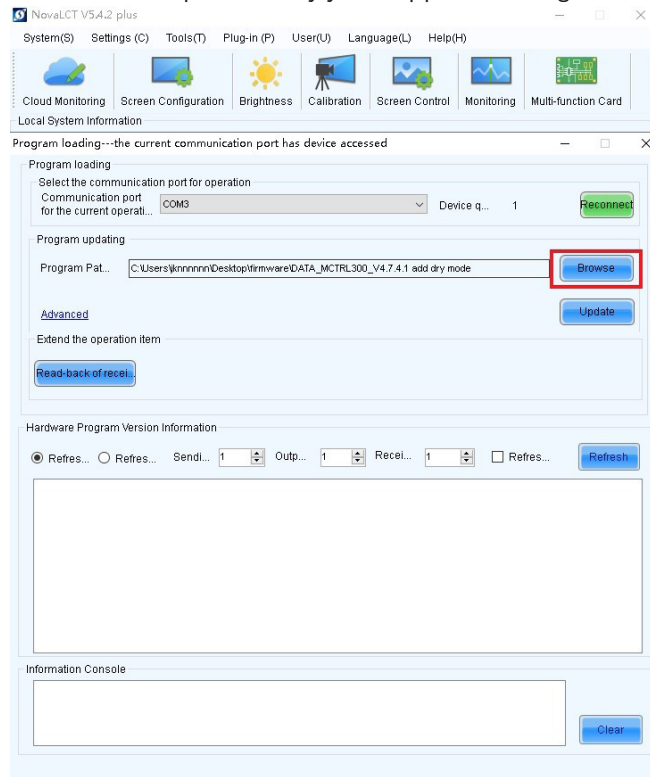 NovaLCT V5.4.2 plus
System(S) Settings (C) Tools(T) Plug-in (P) User(U) Language(L) Help(H)
Cloud Monitoring Screen Configuration Brightness Calibration Screen Control Monitoring Multi-function Card
Local System Information
Program loading---the current communication port has device accessed
Program loading
Select the communication port for operation
Communication port
for the current operati... COM3 Device q... 1 Reconnect
Program updating
Program Pat... C:\Users\jknnnnnn\Desktop\firmware\DATA_MCTRL300_V4.7.4.1 add dry mode Browse
Advanced Update
Extend the operation item
Read-back of recei...
Hardware Program Version Information
Refres... Refres... Sendi... 1 Outp... 1 Recei... 1 Refres... Refresh
Information Console
Clear